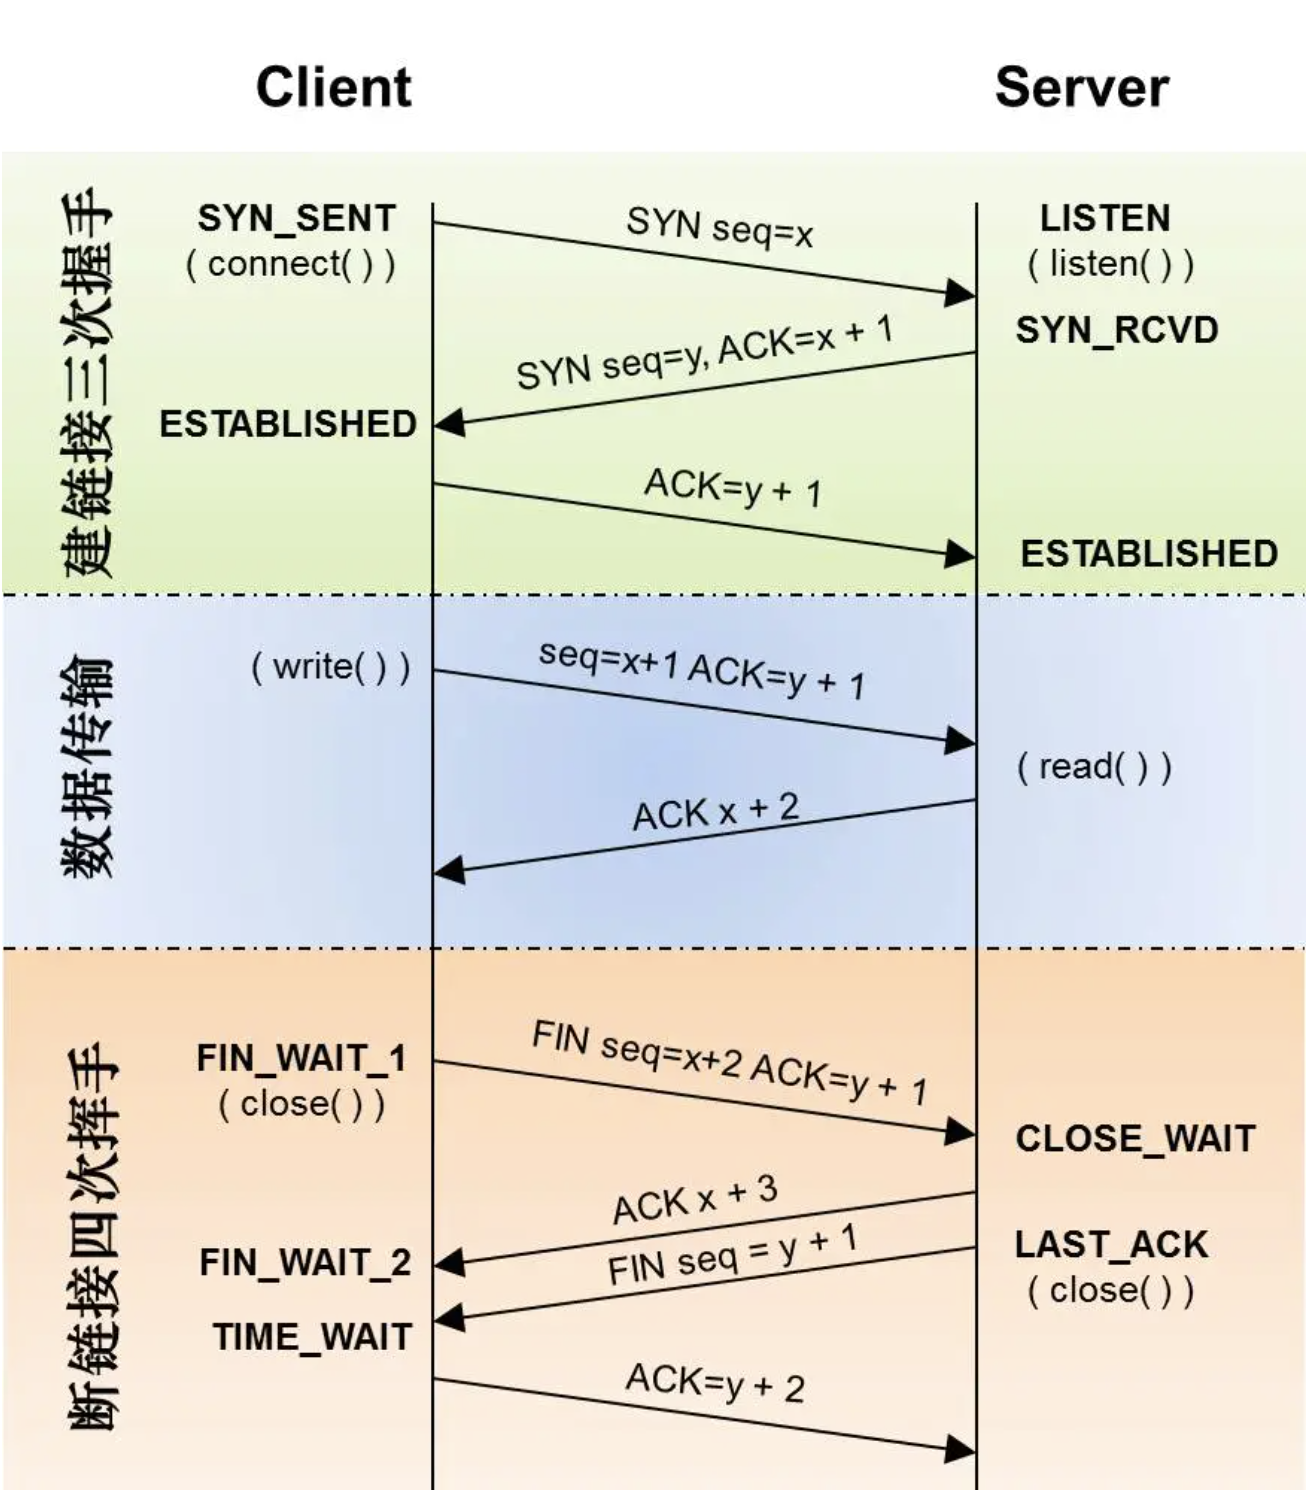 Client
Server
建链接三次握手
SYN_SENT
( connect( ) )
SYN seq=x
LISTEN
( listen( ) )
SYN_RCVD
SYN seq=y, ACK=x + 1
ESTABLISHED
ACK=y + 1
ESTABLISHED
数据传输
( write( ) )
seq=x+1 ACK=y + 1
( read( ) )
ACK x + 2
断链接四次挥手
FIN_WAIT_1
( close( ) )
FIN seq=x+2 ACK=y + 1
CLOSE_WAIT
ACK x + 3
FIN_WAIT_2
FIN seq = y + 1
LAST_ACK
( close( ) )
TIME_WAIT
ACK=y + 2